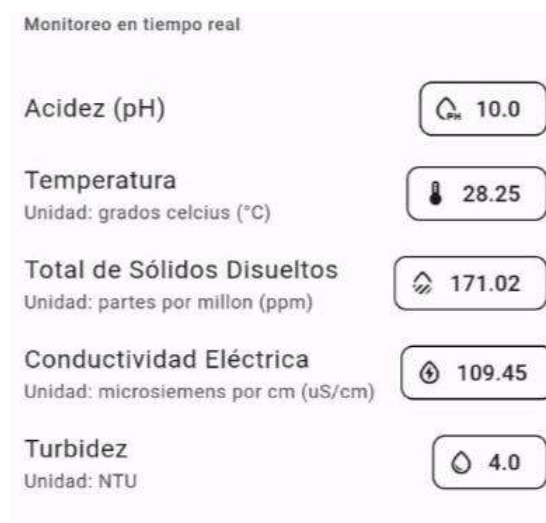 Monitoreo en tiempo real
Acidez (pH) PH 10.0
Temperatura
Unidad: grados celcius (°C)
28.25
Total de Sólidos Disueltos
Unidad: partes por millon (ppm)
171.02
Conductividad Eléctrica
Unidad: microsiemens por cm (uS/cm)
109.45
Turbidez
Unidad: NTU
4.0